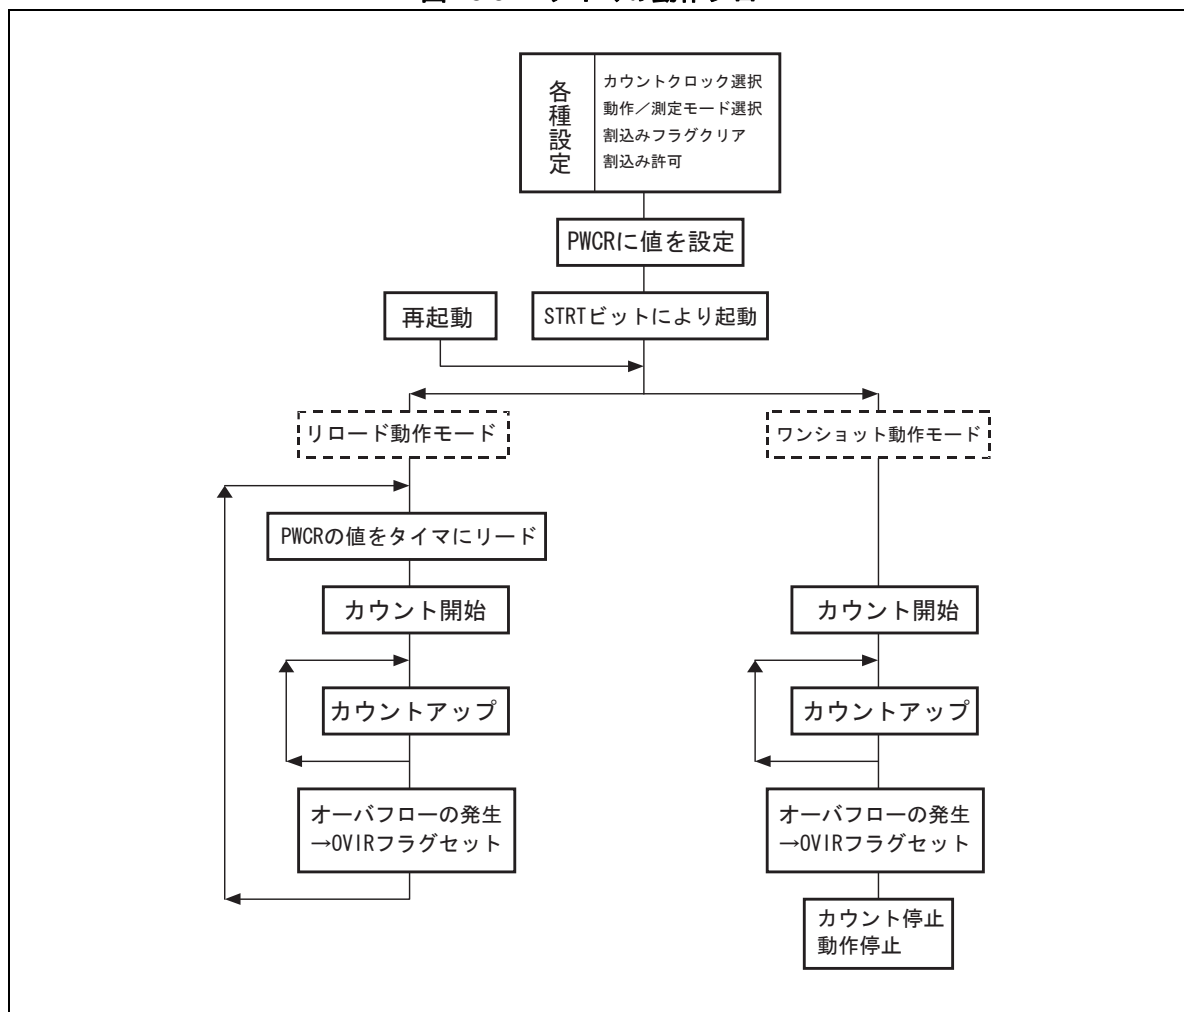 各種設定
カウントクロック選択
動作／測定モード選択
割込みフラグクリア
割込み許可
PWCRに値を設定
再起動
STRTビットにより起動
リロード動作モード
ワンショット動作モード
PWCRの値をタイマにリード
カウント開始
カウント開始
カウントアップ
カウントアップ
オーバフローの発生
→OVIRフラグセット
オーバフローの発生
→OVIRフラグセット
カウント停止
動作停止